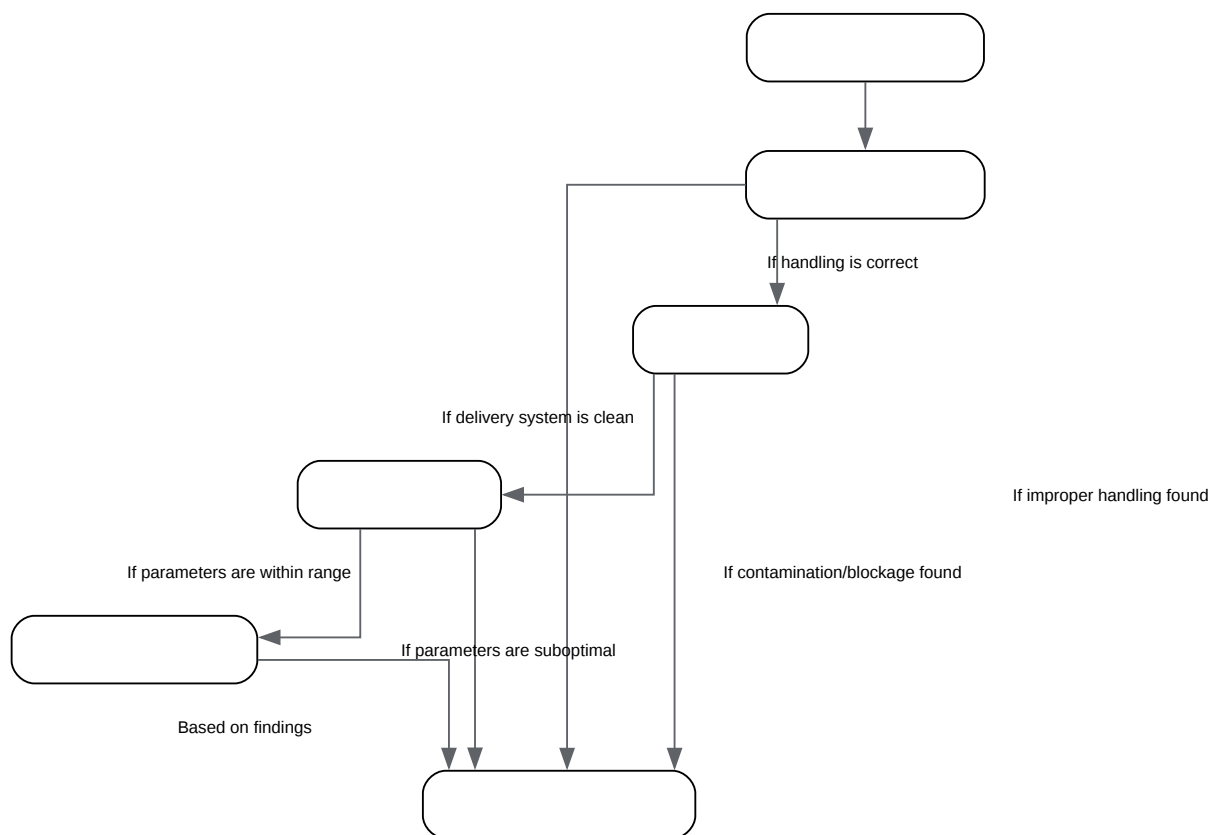 If handling is correct
If delivery system is clean
If improper handling found
If parameters are within range
If contamination/blockage found
If parameters are suboptimal
Based on findings